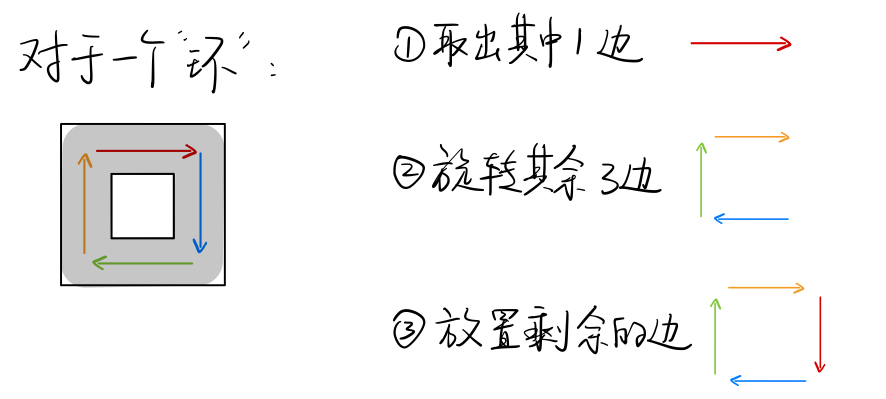 对于一个“环”：
①取出其中1边
②旋转其余3边
③放置剩余的边